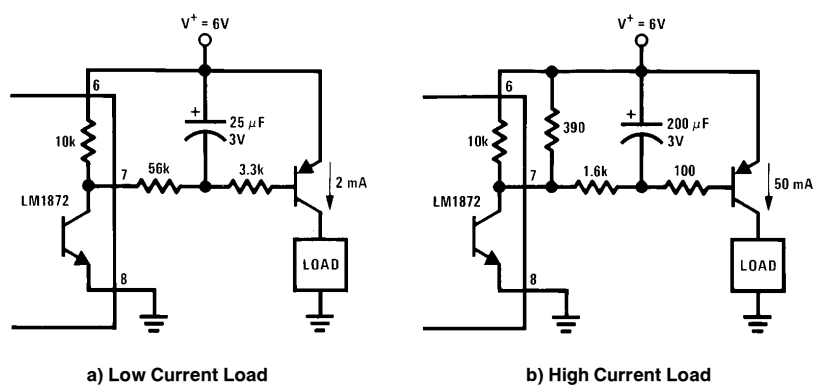 V+ = 6V
6
10k
+
25 μF
3V
7
56k
3.3k
2 mA
LM1872
LOAD
8
a) Low Current Load
V+ = 6V
6
10k
390
+
200 μF
3V
7
1.6k
100
50 mA
LM1872
LOAD
8
b) High Current Load